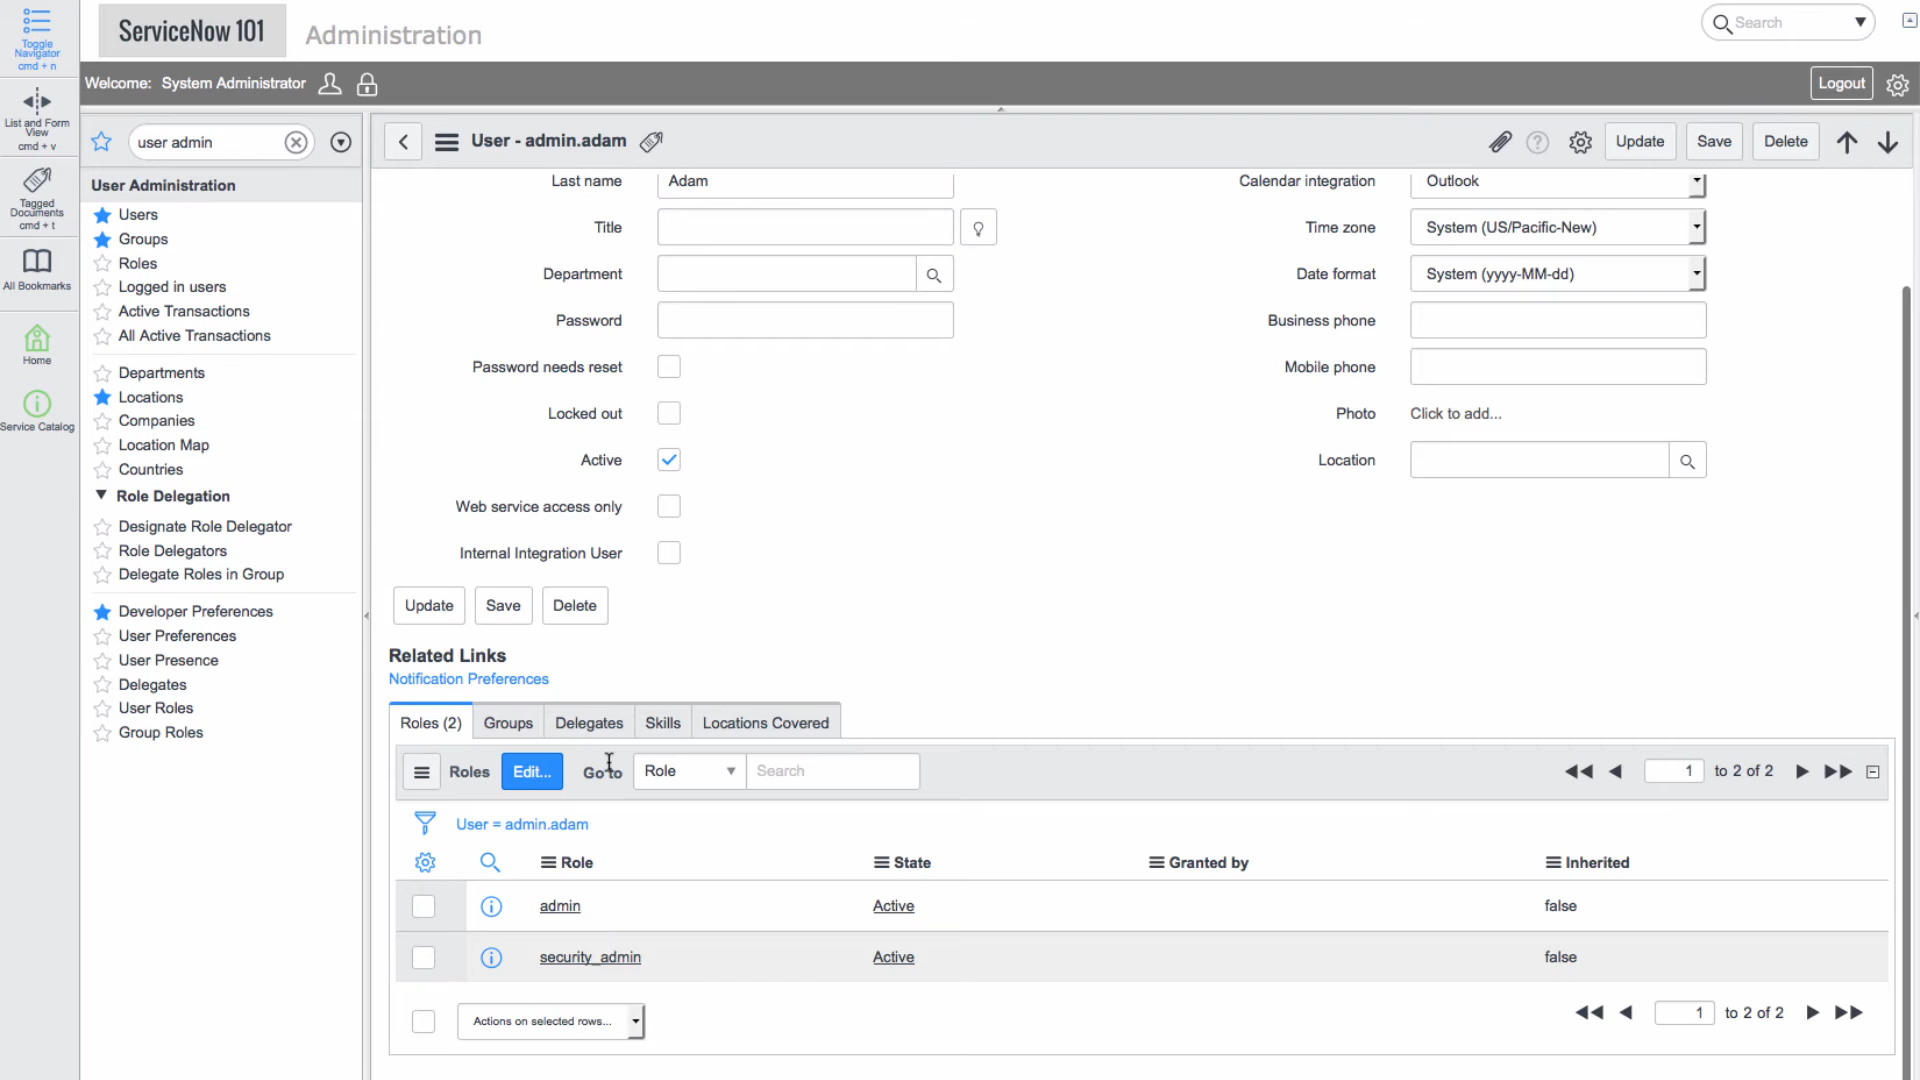 Toggle
Navigator
cmd + n
ServiceNow 101
Administration
Search
Welcome: System Administrator
Logout
List and Form
View
cmd + v
user admin
User - admin.adam
Update
Save
Delete
Tagged
Documents
cmd + t
All Bookmarks
Home
Service Catalog
User Administration
Users
Groups
Roles
Logged in users
Active Transactions
All Active Transactions
Departments
Locations
Companies
Location Map
Countries
Role Delegation
Designate Role Delegator
Role Delegators
Delegate Roles in Group
Developer Preferences
User Preferences
User Presence
Delegates
User Roles
Group Roles
Last name Adam
Title
Department
Password
Password needs reset
Locked out
Active
Web service access only
Internal Integration User
Calendar integration Outlook
Time zone System (US/Pacific-New)
Date format System (yyyy-MM-dd)
Business phone
Mobile phone
Photo Click to add...
Location
Update
Save
Delete
Related Links
Notification Preferences
Roles (2)
Groups
Delegates
Skills
Locations Covered
Roles Edit... Go to Role Search 1 to 2 of 2
User = admin.adam
Role State Granted by Inherited
admin Active false
security_admin Active false
Actions on selected rows... 1 to 2 of 2